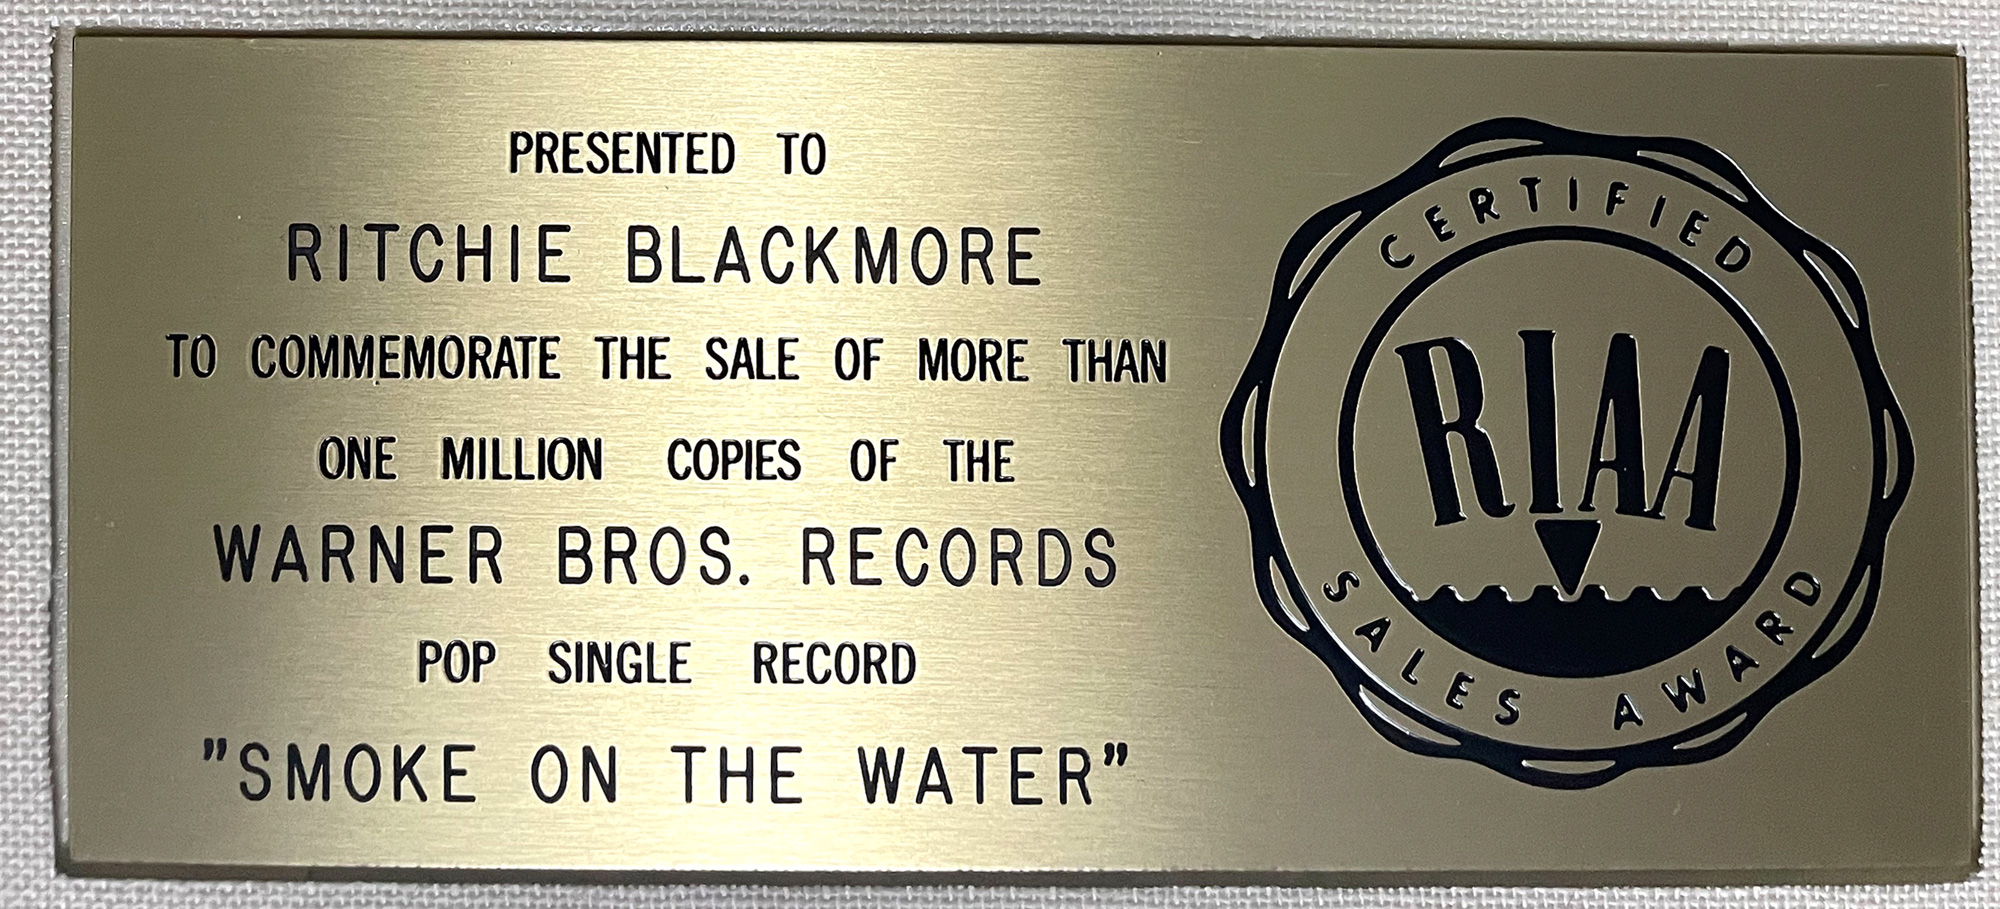 PRESENTED TO
RITCHIE BLACKMORE
TO COMMEMORATE THE SALE OF MORE THAN
ONE MILLION COPIES OF THE
WARNER BROS. RECORDS
POP SINGLE RECORD
"SMOKE ON THE WATER"
CERTIFIED
RIAA
SALES AWARD